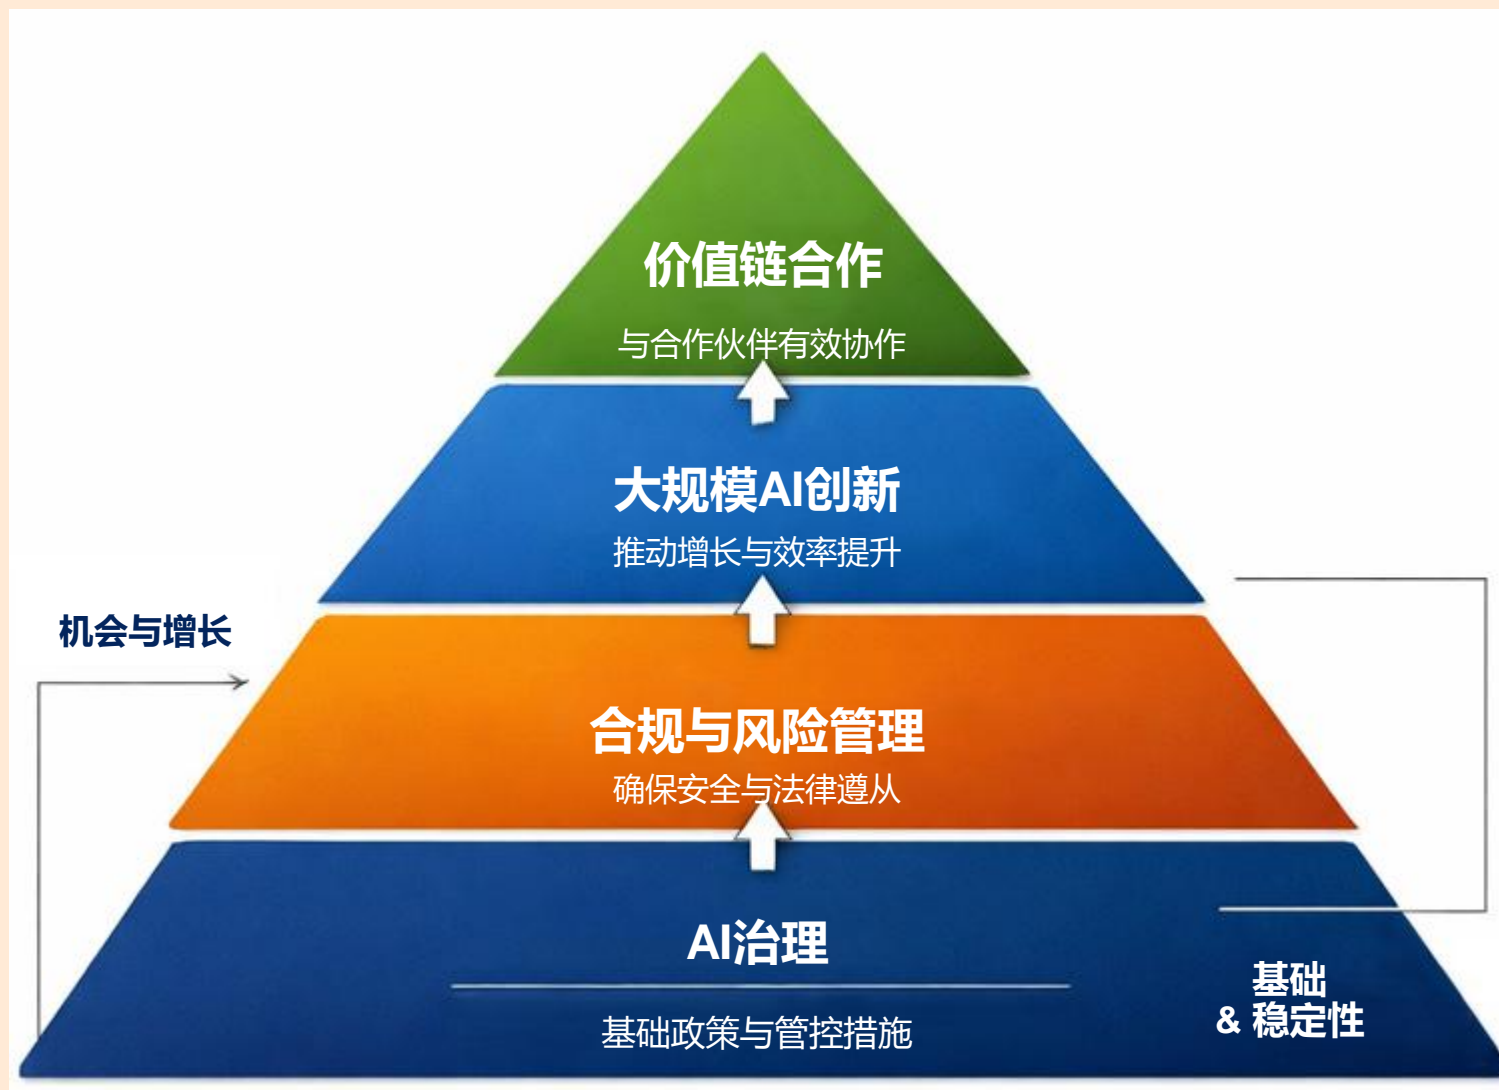 价值链合作
与合作伙伴有效协作
大规模AI创新
推动增长与效率提升
机会与增长
合规与风险管理
确保安全与法律遵从
AI治理
基础政策与管控措施
基础
& 稳定性